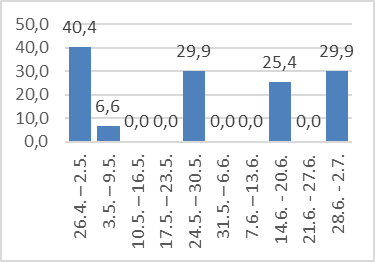 50,0
40,0
30,0
20,0
10,0
0,0
40,4
6,6
0,0
0,0
29,9
0,0
0,0
25,4
0,0
29,9
26.4. – 2.5.
3.5. – 9.5.
10.5. – 16.5.
17.5. – 23.5.
24.5. – 30.5.
31.5. – 6.6.
7.6. – 13.6.
14.6. - 20.6.
21.6. - 27.6.
28.6. - 2.7.